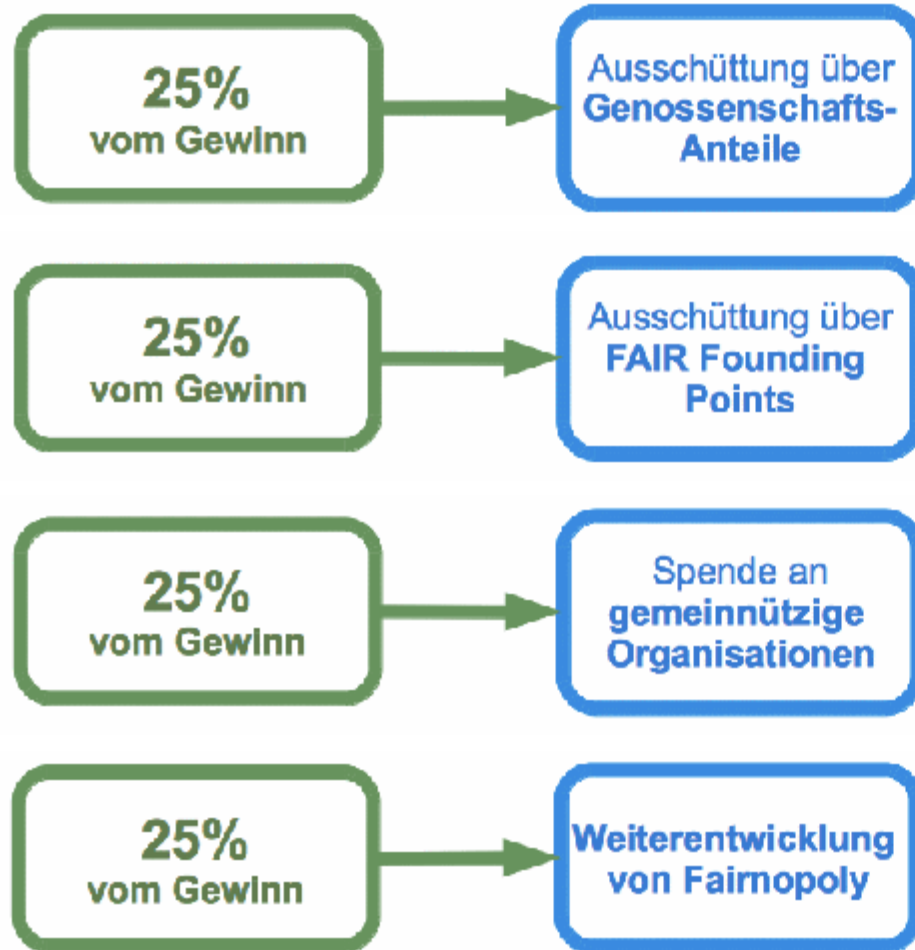 25%
vom Gewinn
Ausschüttung über
Genossenschafts-
Anteile
25%
vom Gewinn
Ausschüttung über
FAIR Founding
Points
25%
vom Gewinn
Spende an
gemeinnützige
Organisationen
25%
vom Gewinn
Weiterentwicklung
von Fairnopoly